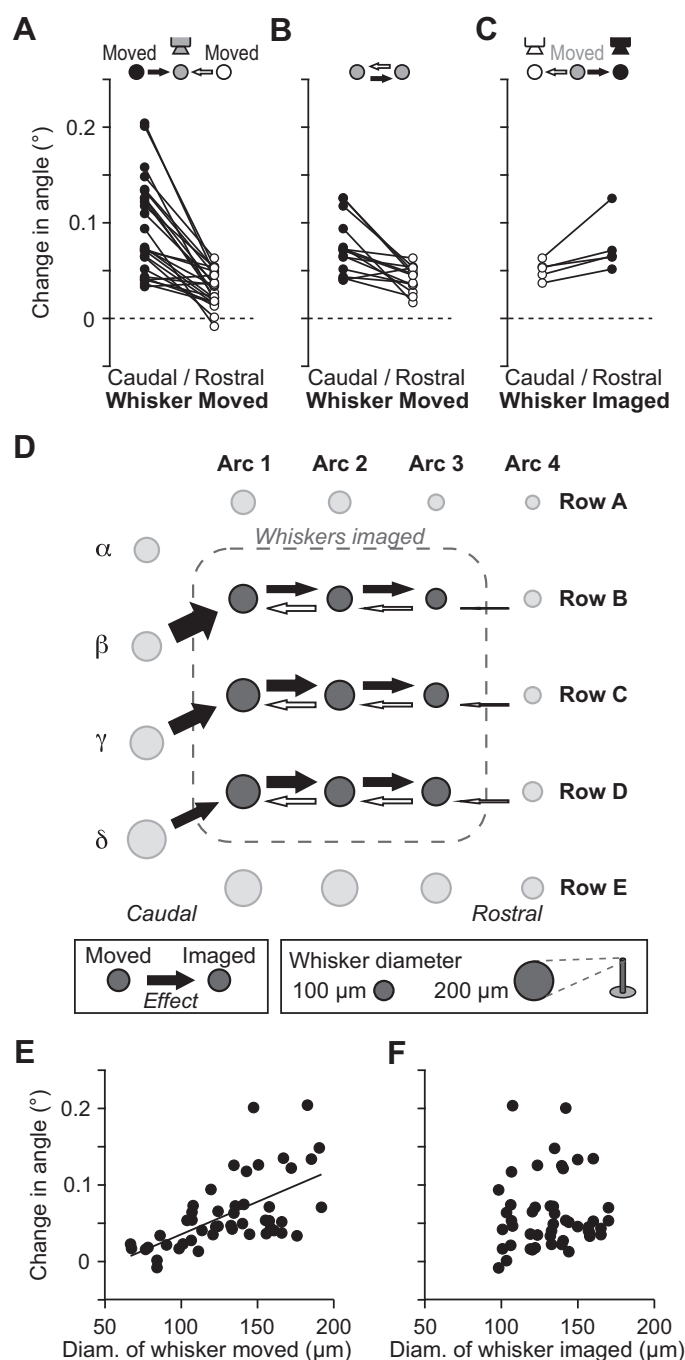 A B C
Moved Moved Moved
Change in angle (°)
0.2
0.1
0
Caudal / Rostral Caudal / Rostral Caudal / Rostral
Whisker Moved Whisker Moved Whisker Imaged
D
Arc 1 Arc 2 Arc 3 Arc 4
Row A
Whiskers imaged
α
Row B
β
Row C
γ
Row D
δ
Row E
Caudal Rostral
Moved Imaged
Effect
Whisker diameter
100 μm 200 μm
E F
Change in angle (°)
0.2
0.1
0
50 100 150 200 50 100 150 200
Diam. of whisker moved (μm) Diam. of whisker imaged (μm)